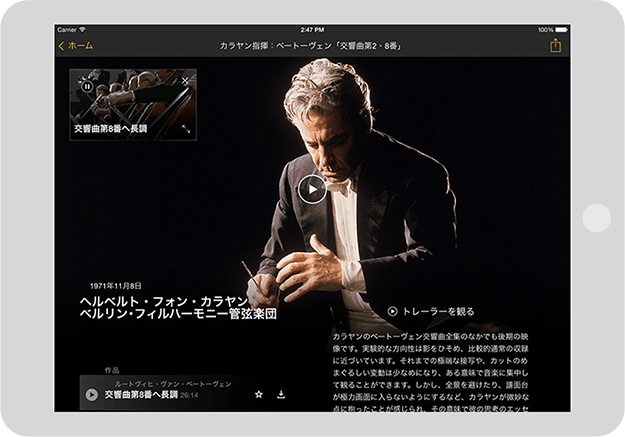 Carrier 2:47 PM 100%
ホーム カラヤン指揮：ベートーヴェン「交響曲第2・8番」
交響曲第8番ヘ長調
1971年11月8日
ヘルベルト・フォン・カラヤン
ベルリン・フィルハーモニー管弦楽団
トレーラーを観る
カラヤンのベートーヴェン交響曲全集のなかでも後期の映
像です。実験的な方向性は影をひそめ、比較的通常の収録
に近づいています。それまでの極端な接写や、カットのめ
まぐるしい変動は少なめになり、ある意味で音楽に集中し
て観ることができます。しかし、全景を避けたり、譜面台
が極力画面に入らないようにするなど、カラヤンが微妙な
点に拘ったことが感じられ、その意味で彼の思考のエッセ
作品
ルートヴィヒ・ヴァン・ベートーヴェン
交響曲第8番ヘ長調 26:14